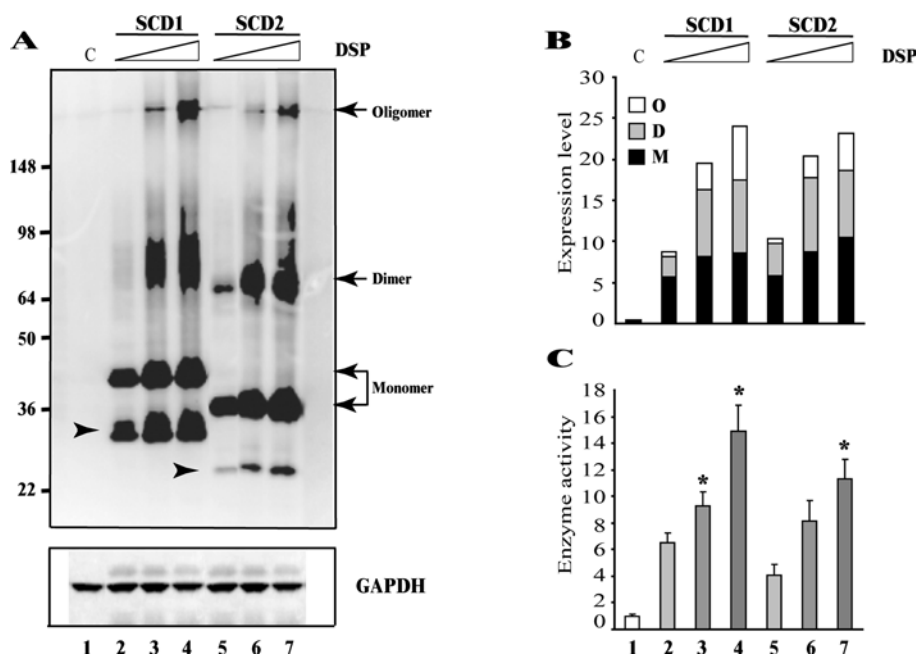 A
SCD1 SCD2
C DSP
Oligomer
148
98
Dimer
64
50
Monomer
36
22
GAPDH
1 2 3 4 5 6 7
B
SCD1 SCD2
C DSP
30
25
20
15
10
5
0
Expression level
O
D
M
C
18
16
14
12
10
8
6
4
2
0
Enzyme activity
* * *
1 2 3 4 5 6 7